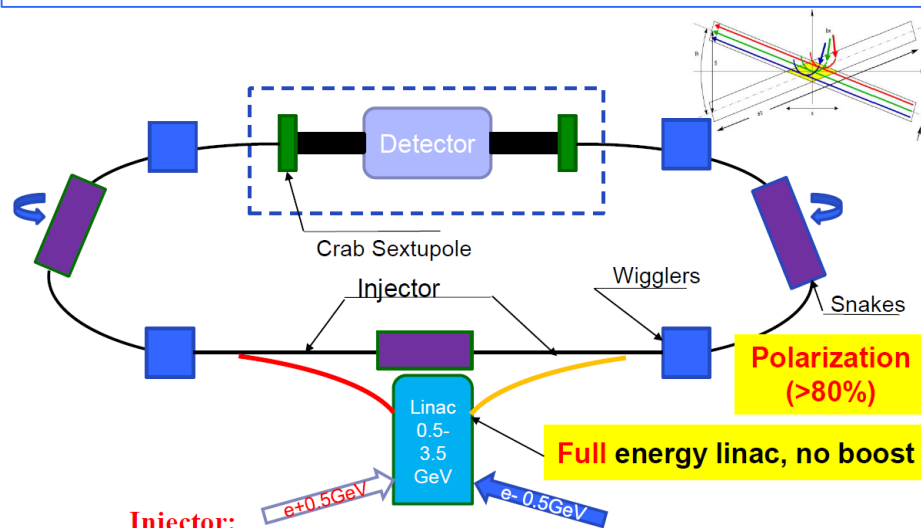 Detector
Crab Sextupole
Injector
Wigglers
Snakes
Polarization
(>80%)
Linac
0.5-
3.5
GeV
Full energy linac, no boost
e+0.5GeV
e- 0.5GeV
Injector: